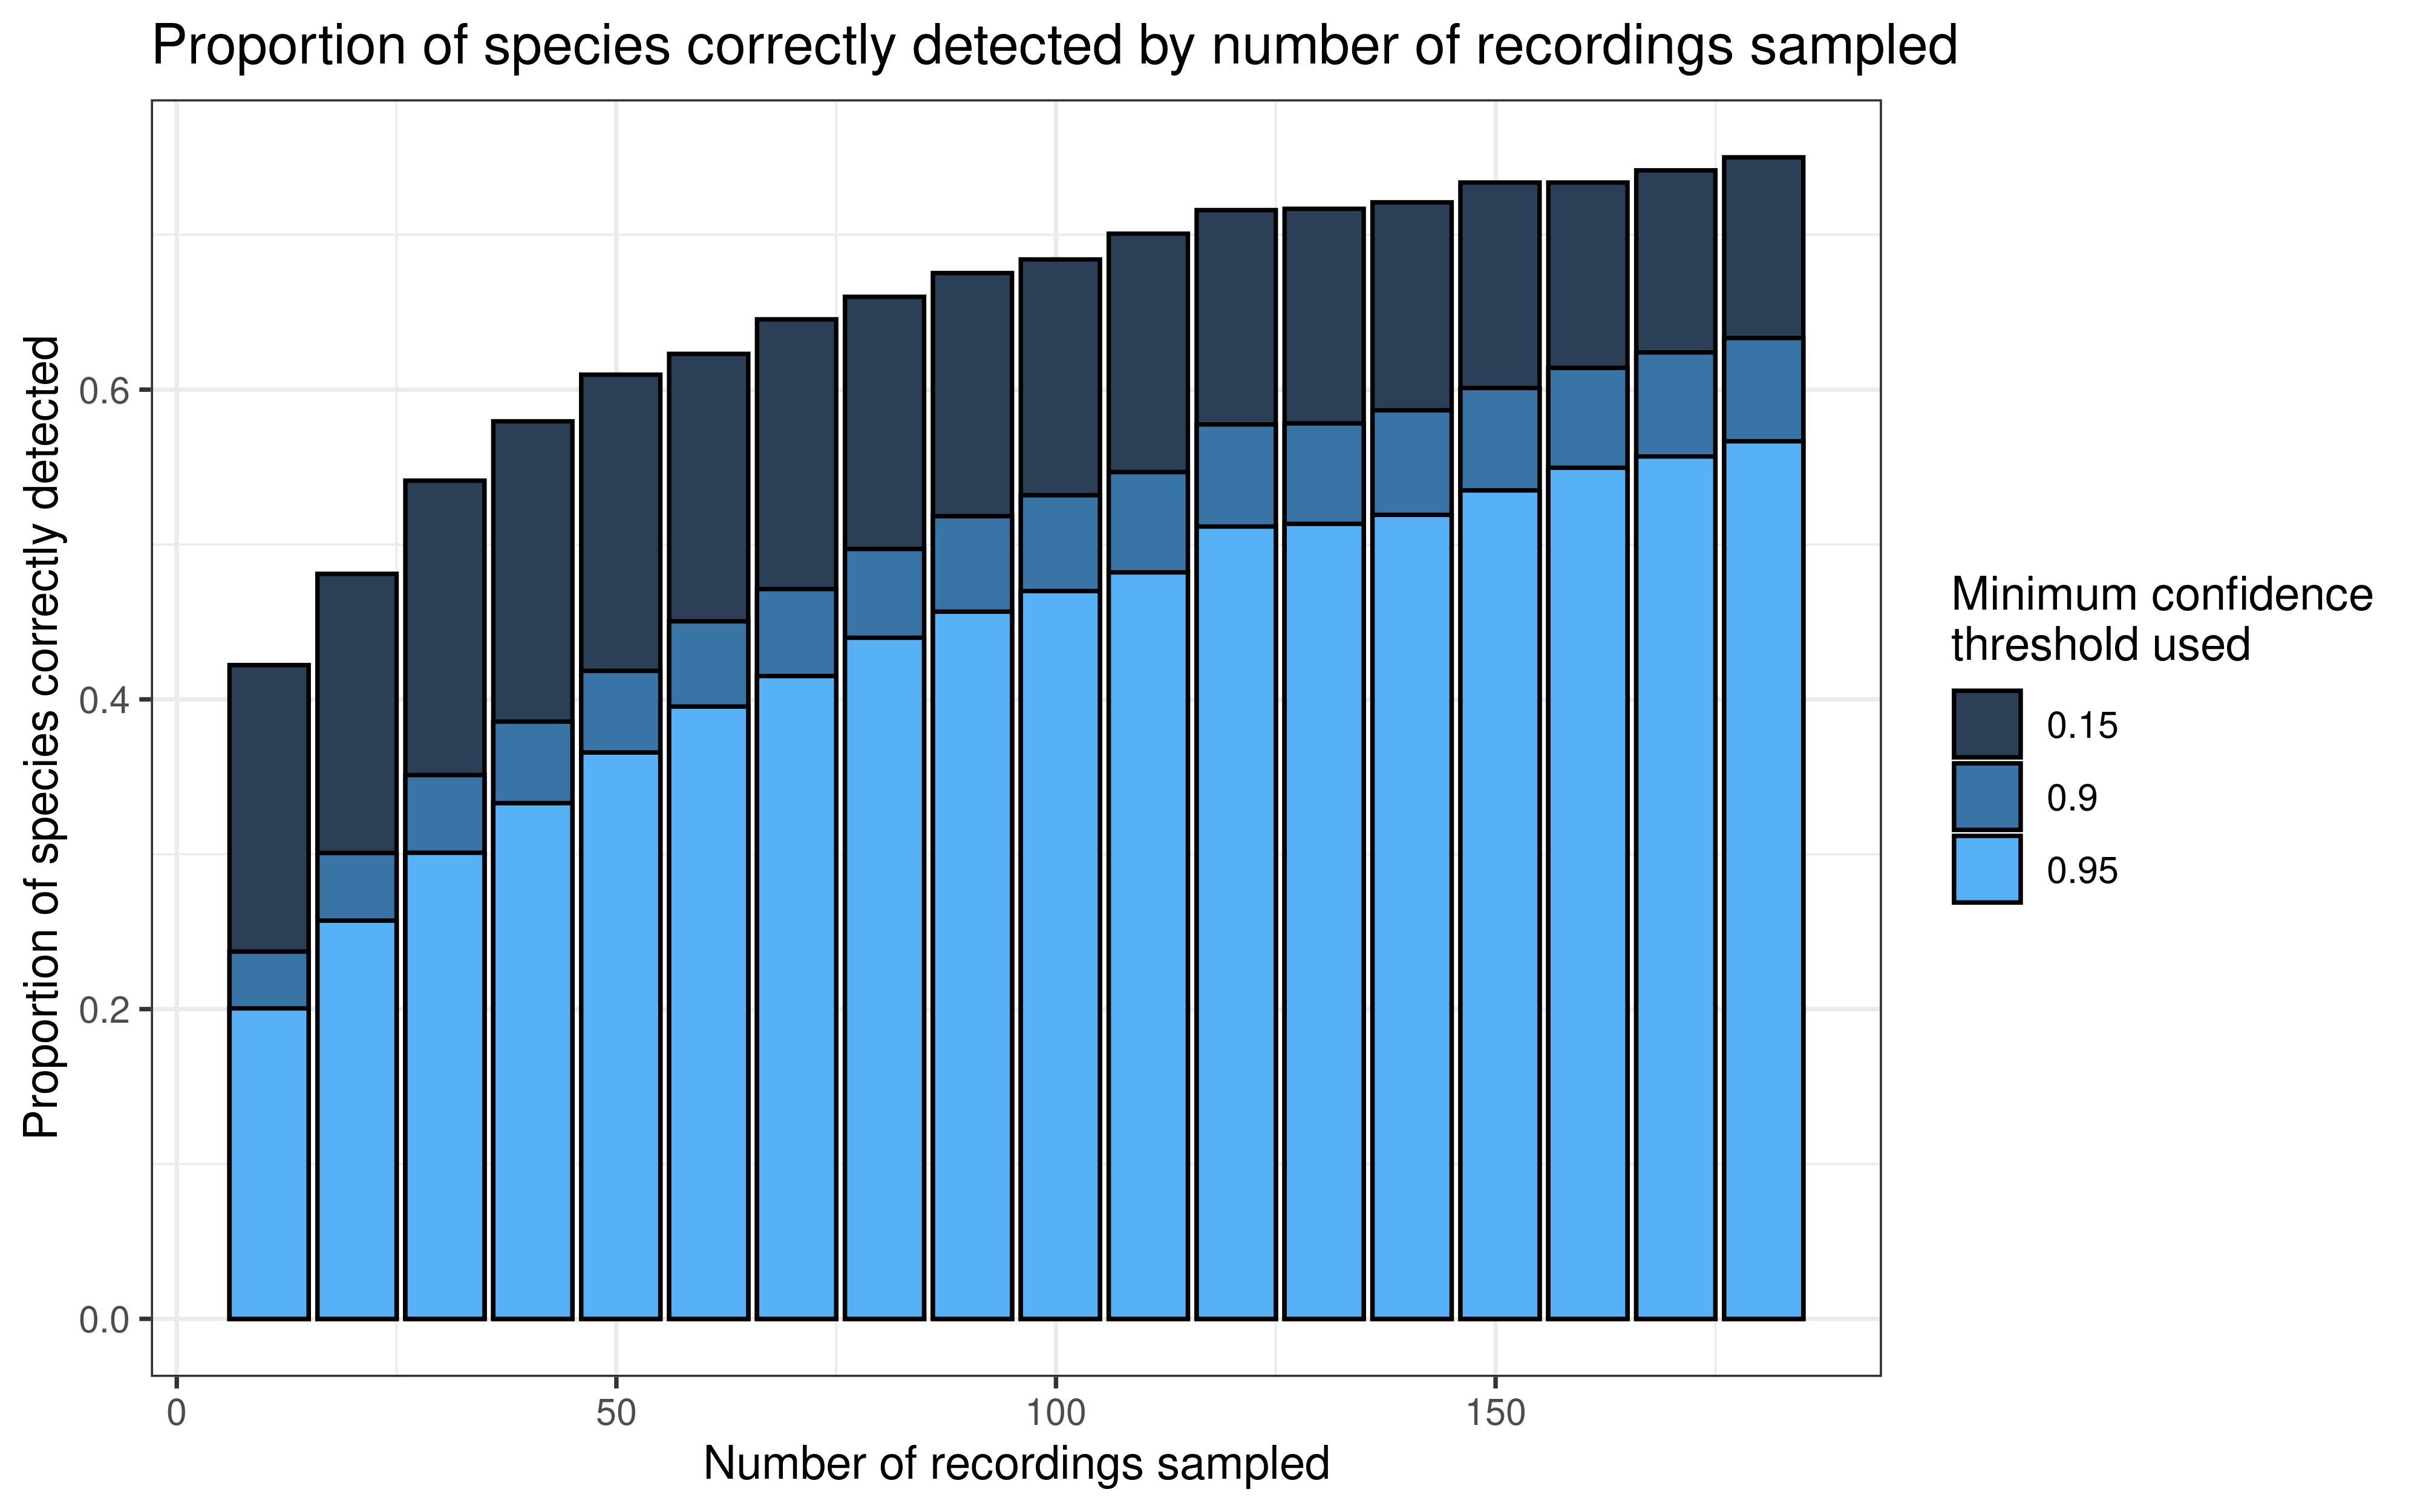 Proportion of species correctly detected by number of recordings sampled
Proportion of species correctly detected
0.6
0.4
0.2
0.0
0
50
100
150
Number of recordings sampled
Minimum confidence
threshold used
0.15
0.9
0.95